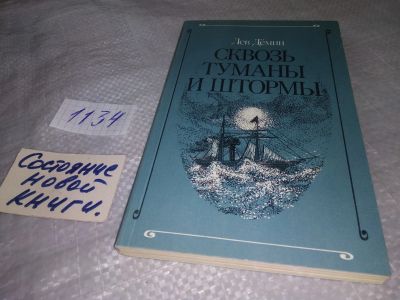 Лев Дёмин
СКВОЗЬ
ТУМАНЫ
И ШТОРМЫ
1134
Состояние
новой
книги.